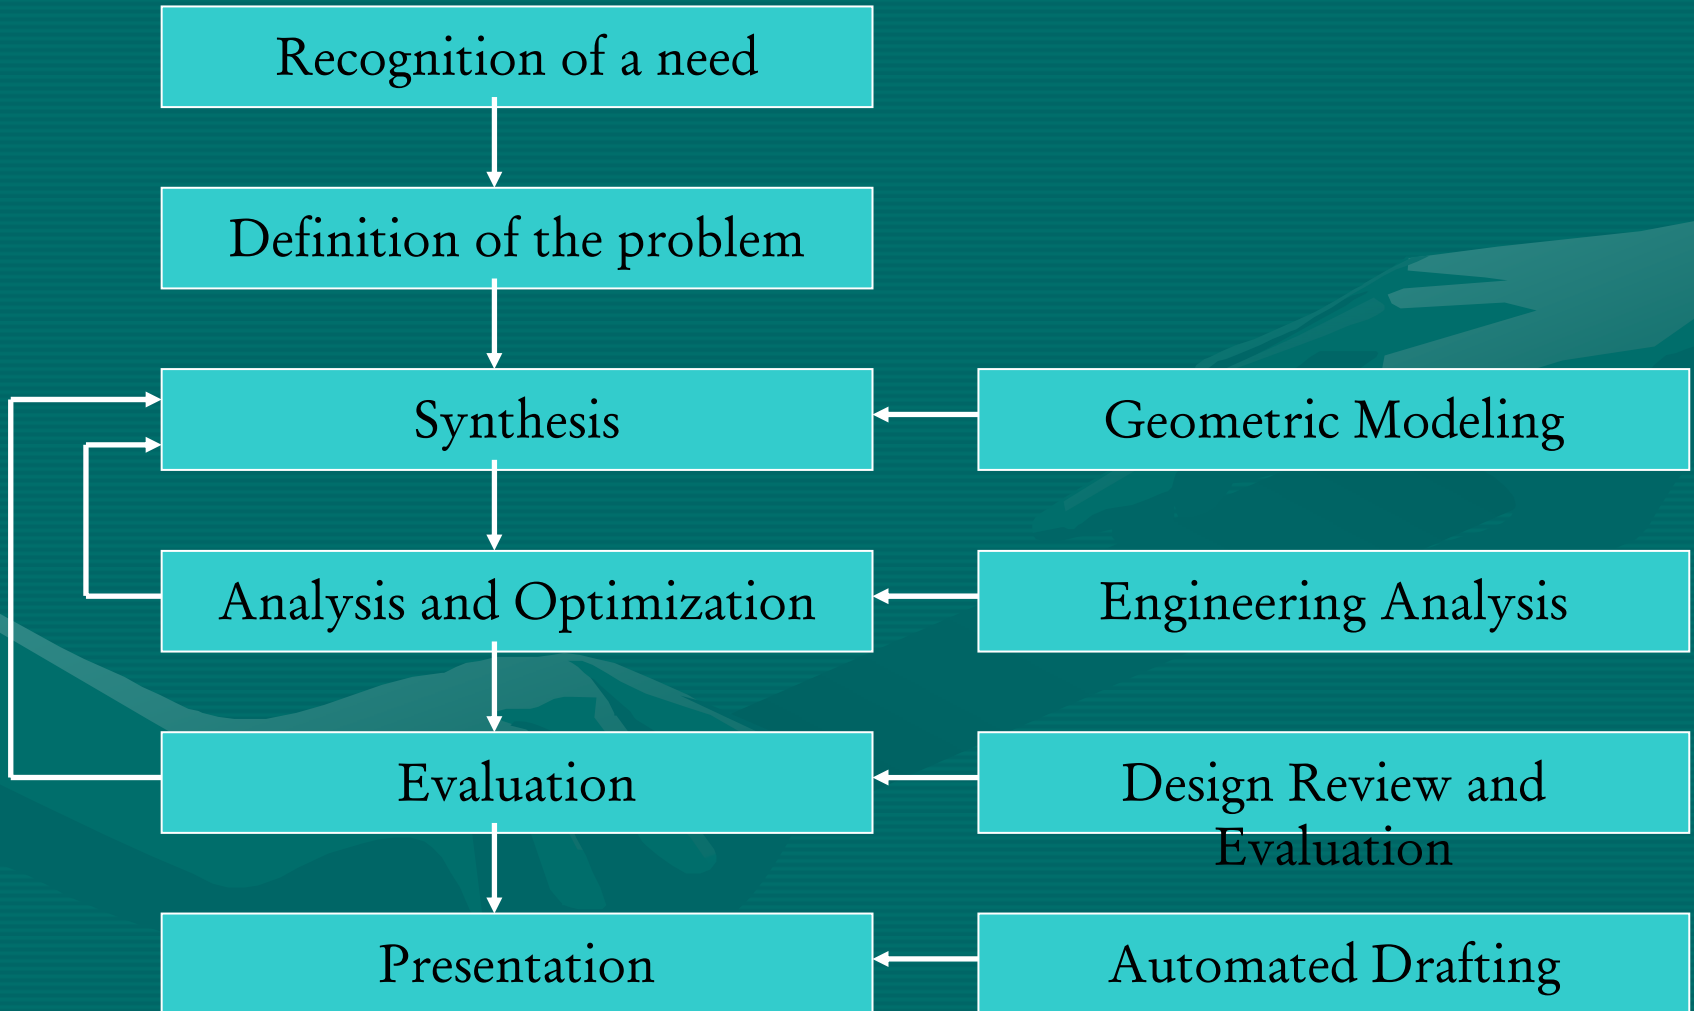 Recognition of a need
Definition of the problem
Synthesis
Geometric Modeling
Analysis and Optimization
Engineering Analysis
Evaluation
Design Review and
Evaluation
Presentation
Automated Drafting